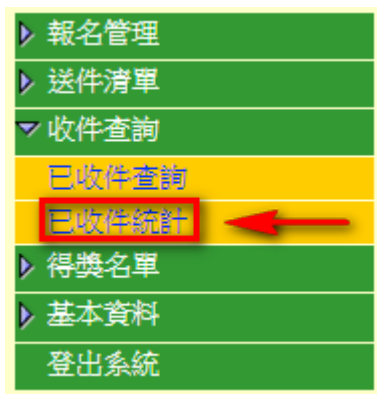 報名管理
送件清單
收件查詢
已收件查詢
已收件統計
得獎名單
基本資料
登出系統